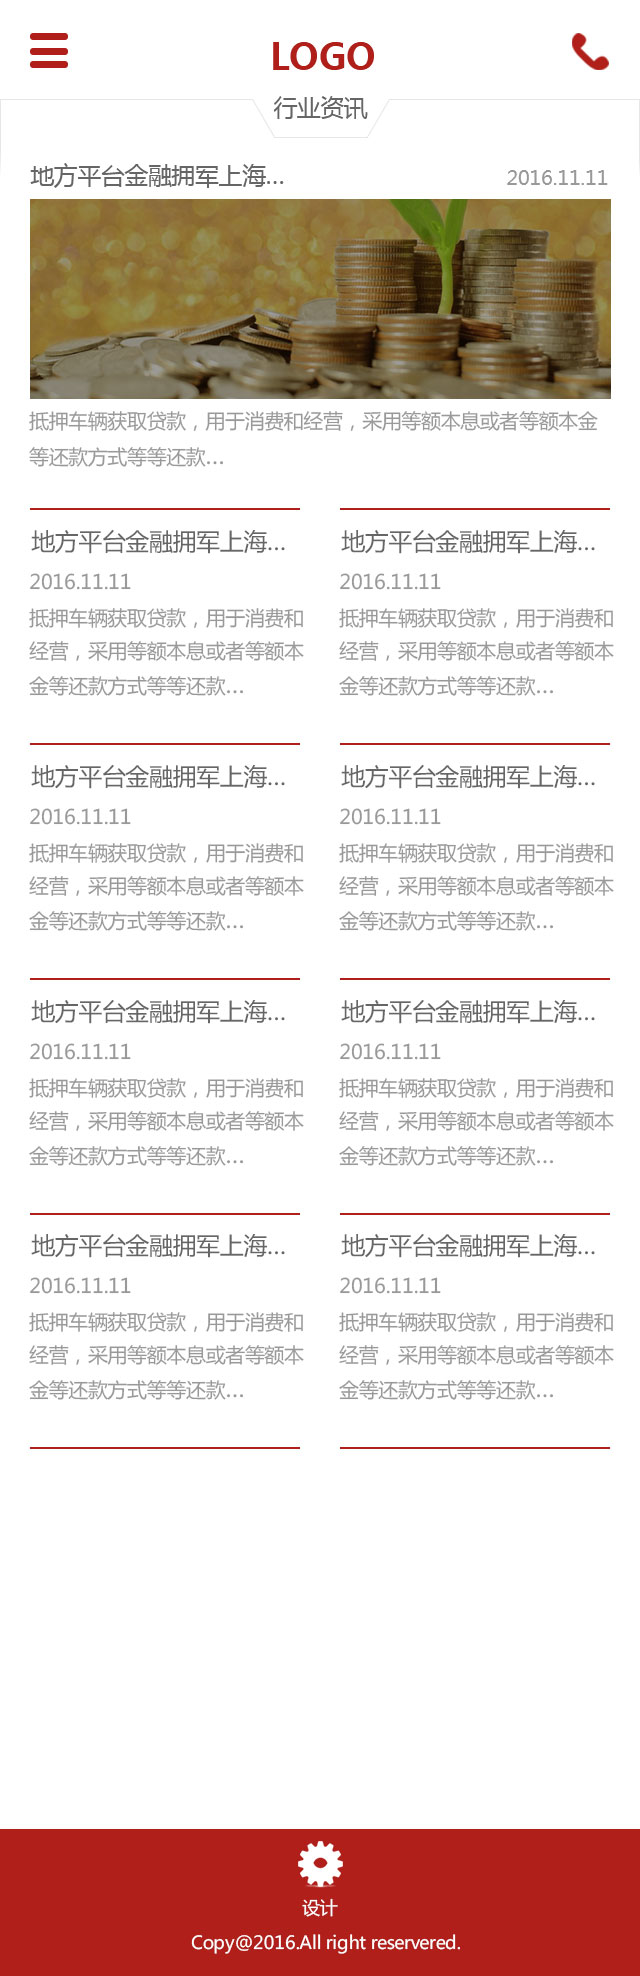 LOGO
行业资讯
地方平台金融拥军上海... 2016.11.11
抵押车辆获取贷款，用于消费和经营，采用等额本息或者等额本金
等还款方式等等还款...
地方平台金融拥军上海...
2016.11.11
抵押车辆获取贷款，用于消费和
经营，采用等额本息或者等额本
金等还款方式等等还款...
地方平台金融拥军上海...
2016.11.11
抵押车辆获取贷款，用于消费和
经营，采用等额本息或者等额本
金等还款方式等等还款...
地方平台金融拥军上海...
2016.11.11
抵押车辆获取贷款，用于消费和
经营，采用等额本息或者等额本
金等还款方式等等还款...
地方平台金融拥军上海...
2016.11.11
抵押车辆获取贷款，用于消费和
经营，采用等额本息或者等额本
金等还款方式等等还款...
地方平台金融拥军上海...
2016.11.11
抵押车辆获取贷款，用于消费和
经营，采用等额本息或者等额本
金等还款方式等等还款...
地方平台金融拥军上海...
2016.11.11
抵押车辆获取贷款，用于消费和
经营，采用等额本息或者等额本
金等还款方式等等还款...
地方平台金融拥军上海...
2016.11.11
抵押车辆获取贷款，用于消费和
经营，采用等额本息或者等额本
金等还款方式等等还款...
地方平台金融拥军上海...
2016.11.11
抵押车辆获取贷款，用于消费和
经营，采用等额本息或者等额本
金等还款方式等等还款...
设计
Copy@2016.All right reservered.